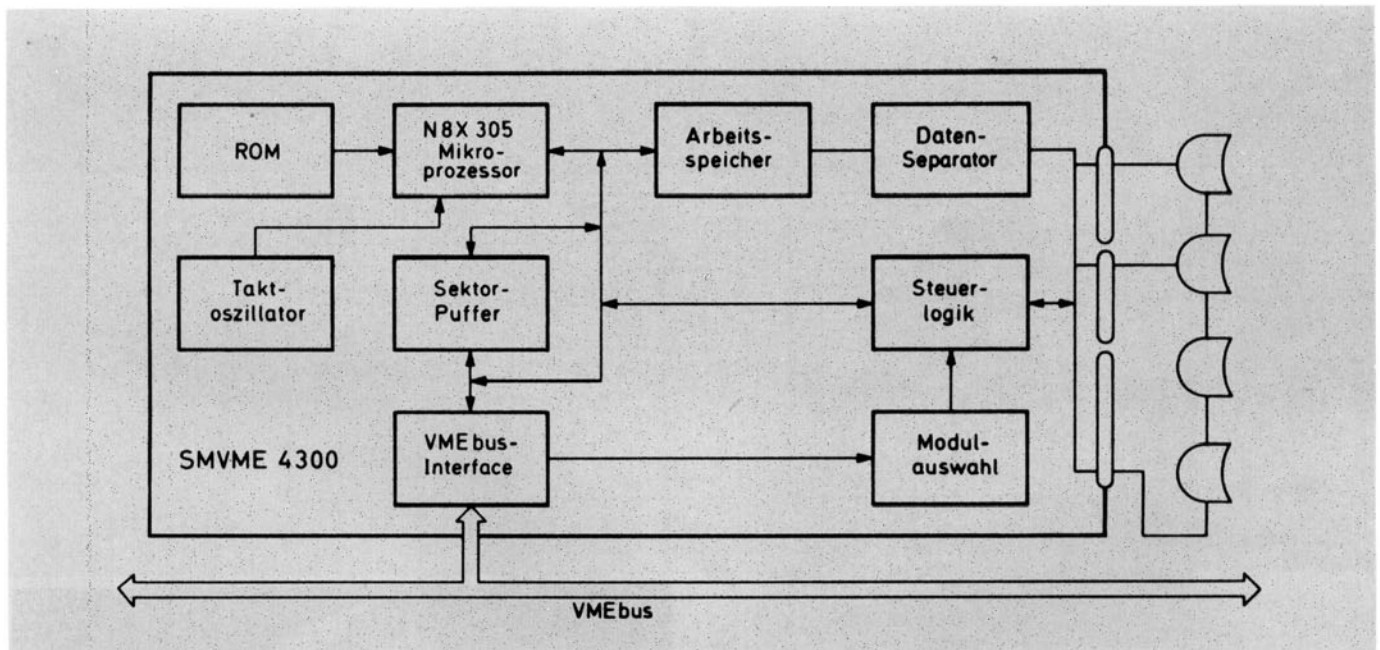 ROM
N8X 305
Mikro-
prozessor
Arbeits-
speicher
Daten-
Separator
Takt-
oszillator
Sektor-
Puffer
Steuer-
logik
SMVME 4300
VMEbus-
Interface
Modul-
auswahl
VMEbus